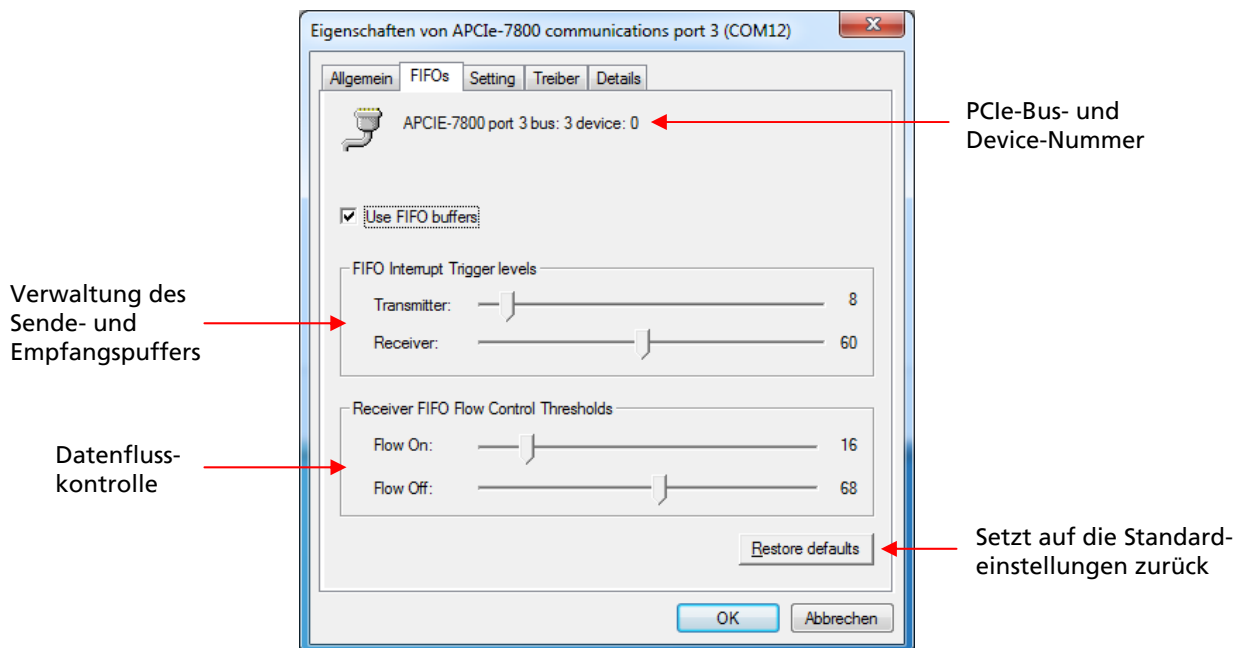 Eigenschaften von APCIe-7800 communications port 3 (COM12)
Allgemein FIFOs Setting Treiber Details
APCIE-7800 port 3 bus: 3 device: 0
PCIe-Bus- und
Device-Nummer
Use FIFO buffers
FIFO Interrupt Trigger levels
Transmitter: 8
Receiver: 60
Verwaltung des
Sende- und
Empfangspuffers
Receiver FIFO Flow Control Thresholds
Flow On: 16
Flow Off: 68
Datenfluss-
kontrolle
Restore defaults
Setzt auf die Standard-
einstellungen zurück
OK Abbrechen